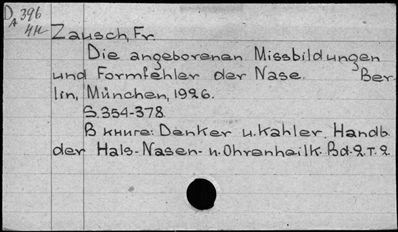 D 396
A 4H
Zausch, Fr.
Die angeborenen Missbildungen
und Formfehler der Nase. Ber-
lin, München, 1926.
S. 354-378.
В книге: Denker u. Kahler. Handb.
der Hals- Nasen- u. Ohrenheilk. Bd. 2. т. 2